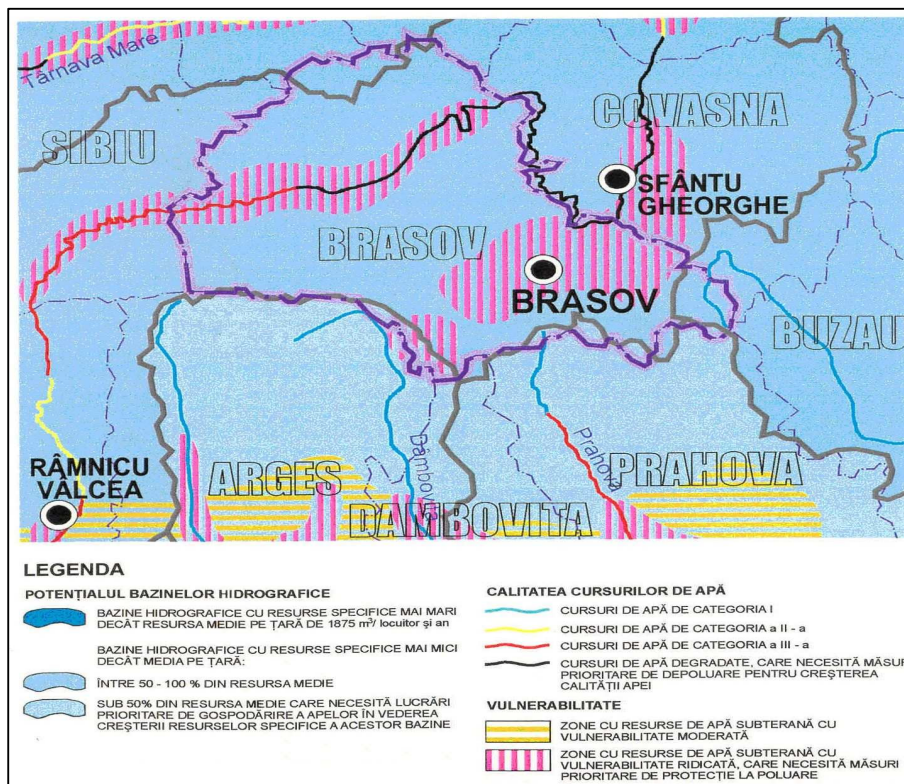 Târnava Mare
COVASNA
SIBIU
SFÂNTU
GHEORGHE
BRASOV
BRASOV
BUZAU
RÂMNICU
VÂLCEA
ARGES
Dâmbovița
Prahova
PRAHOVA
DAMBOVITA
LEGENDA
POTENȚIALUL BAZINELOR HIDROGRAFICE
BAZINE HIDROGRAFICE CU RESURSE SPECIFICE MAI MARI
DECÂT RESURSA MEDIE PE ȚARĂ DE 1875 m³/ locuitor și an
BAZINE HIDROGRAFICE CU RESURSE SPECIFICE MAI MICI
DECÂT MEDIA PE ȚARĂ:
ÎNTRE 50 - 100 % DIN RESURSA MEDIE
SUB 50% DIN RESURSA MEDIE CARE NECESITĂ LUCRĂRI
PRIORITARE DE GOSPODĂRIRE A APELOR ÎN VEDEREA
CREȘTERII RESURSELOR SPECIFICE A ACESTOR BAZINE
CALITATEA CURSURILOR DE APĂ
CURSURI DE APĂ DE CATEGORIA I
CURSURI DE APĂ DE CATEGORIA a II - a
CURSURI DE APĂ DE CATEGORIA a III - a
CURSURI DE APĂ DEGRADATE, CARE NECESITĂ MĂSUR
PRIORITARE DE DEPOLUARE PENTRU CREȘTEREA
CALITĂȚII APEI
VULNERABILITATE
ZONE CU RESURSE DE APĂ SUBTERANĂ CU
VULNERABILITATE MODERATĂ
ZONE CU RESURSE DE APĂ SUBTERANĂ CU
VULNERABILITATE RIDICATĂ, CARE NECESITĂ MĂSURI
PRIORITARE DE PROTECȚIE LA POLUARE